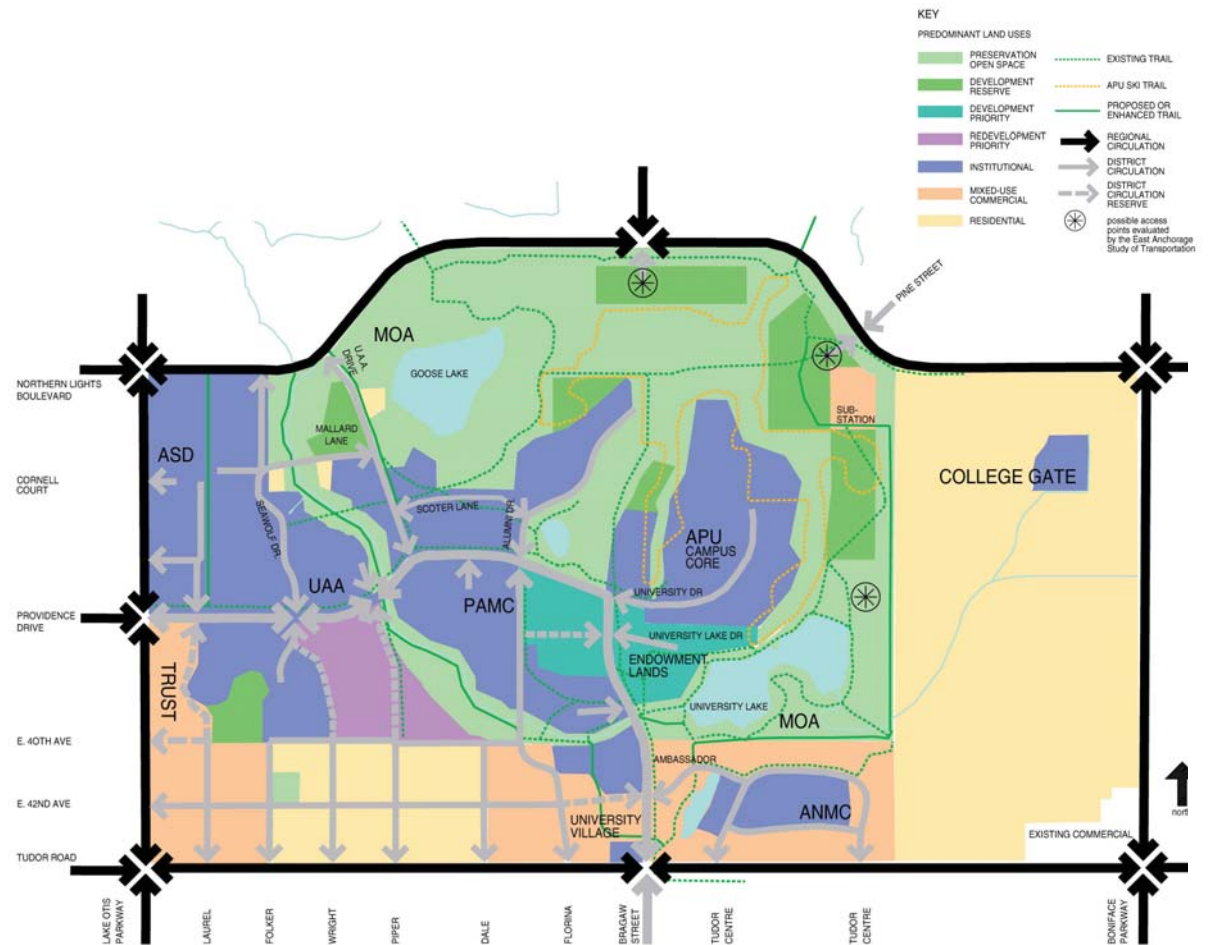 KEY
PREDOMINANT LAND USES
PRESERVATION
OPEN SPACE
DEVELOPMENT
RESERVE
DEVELOPMENT
PRIORITY
REDEVELOPMENT
PRIORITY
INSTITUTIONAL
MIXED-USE
COMMERCIAL
RESIDENTIAL
EXISTING TRAIL
APU SKI TRAIL
PROPOSED OR
ENHANCED TRAIL
REGIONAL
CIRCULATION
DISTRICT
CIRCULATION
DISTRICT
CIRCULATION
RESERVE
possible access
points evaluated
by the East Anchorage
Study of Transportation
PINE STREET
MOA
U.A.A.
DRIVE
GOOSE LAKE
NORTHERN LIGHTS
BOULEVARD
MALLARD
LANE
SUB-
STATION
ASD
COLLEGE GATE
CORNELL
COURT
SEAWOLF DR.
SCOTER LANE
ALUMNI DR.
APU
CAMPUS
CORE
UAA
PAMC
UNIVERSITY DR
PROVIDENCE
DRIVE
UNIVERSITY LAKE DR
ENDOWMENT
LANDS
TRUST
UNIVERSITY LAKE
MOA
E. 40TH AVE
AMBASSADOR
E. 42ND AVE
UNIVERSITY
VILLAGE
ANMC
north
EXISTING COMMERCIAL
TUDOR ROAD
LAKE OTIS
PARKWAY
LAUREL
FOLKER
WRIGHT
PIPER
DALE
FLORINA
BRAGAW
STREET
TUDOR
CENTRE
TUDOR
CENTRE
BONIFACE
PARKWAY